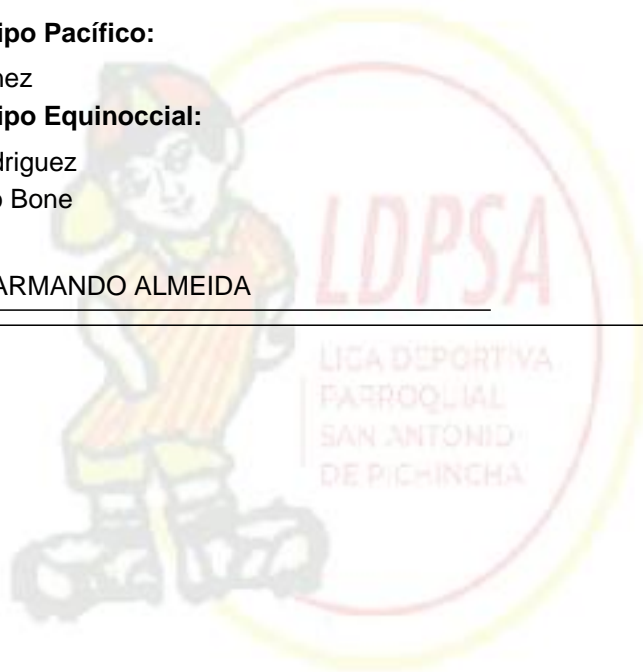 ipo Pacífico:
nez
ipo Equinoccial:
driguez
o Bone
ARMANDO ALMEIDA
LDPSA
LIGA DEPORTIVA
PARROQUIAL
SAN ANTONIO
DE PICHINCHA